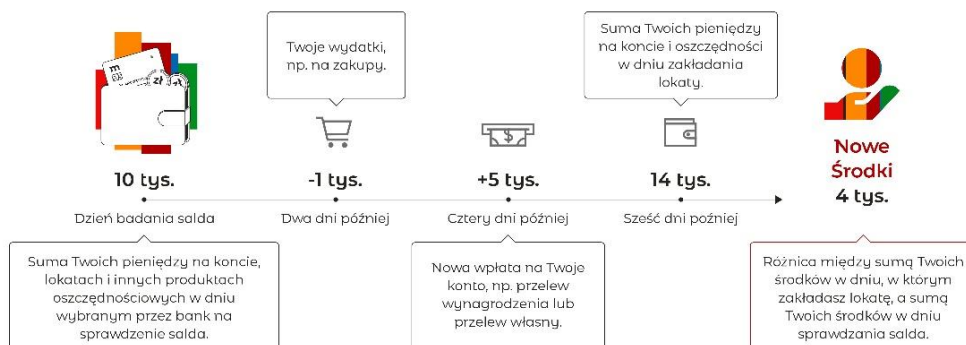 Twoje wydatki,
np. na zakupy.
Suma Twoich pieniędzy
na koncie i oszczędności
w dniu zakładania
lokaty.
zł
$
Nowe
Środki
10 tys.
-1 tys.
+5 tys.
14 tys.
4 tys.
Dzień badania salda
Dwa dni później
Cztery dni później
Sześć dni poźniej
Suma Twoich pieniędzy na koncie,
lokatach i innych produktach
oszczędnościowych w dniu
wybranym przez bank na
sprawdzenie salda.
Nowa wpłata na Twoje
konto, np. przelew
wynagrodzenia lub
przelew własny.
Różnica między sumą Twoich
środków w dniu, w którym
zakładasz lokatę, a sumą
Twoich środków w dniu
sprawdzania salda.